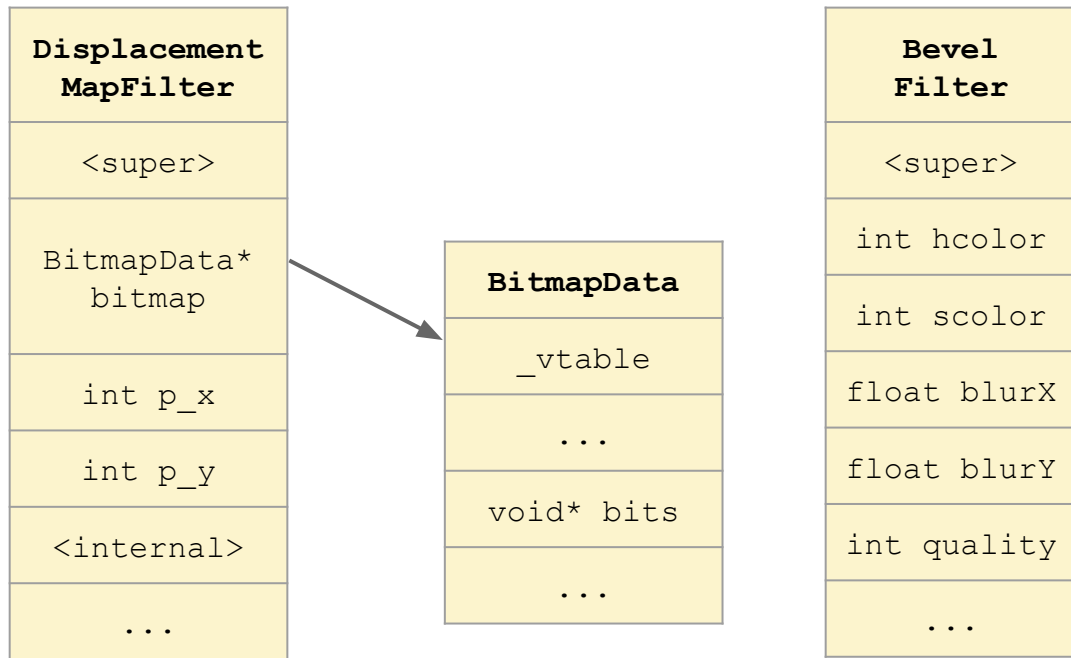 Displacement
MapFilter
<super>
BitmapData*
bitmap
int p_x
int p_y
<internal>
...
BitmapData
_vtable
...
void* bits
...
Bevel
Filter
<super>
int hcolor
int scolor
float blurX
float blurY
int quality
...